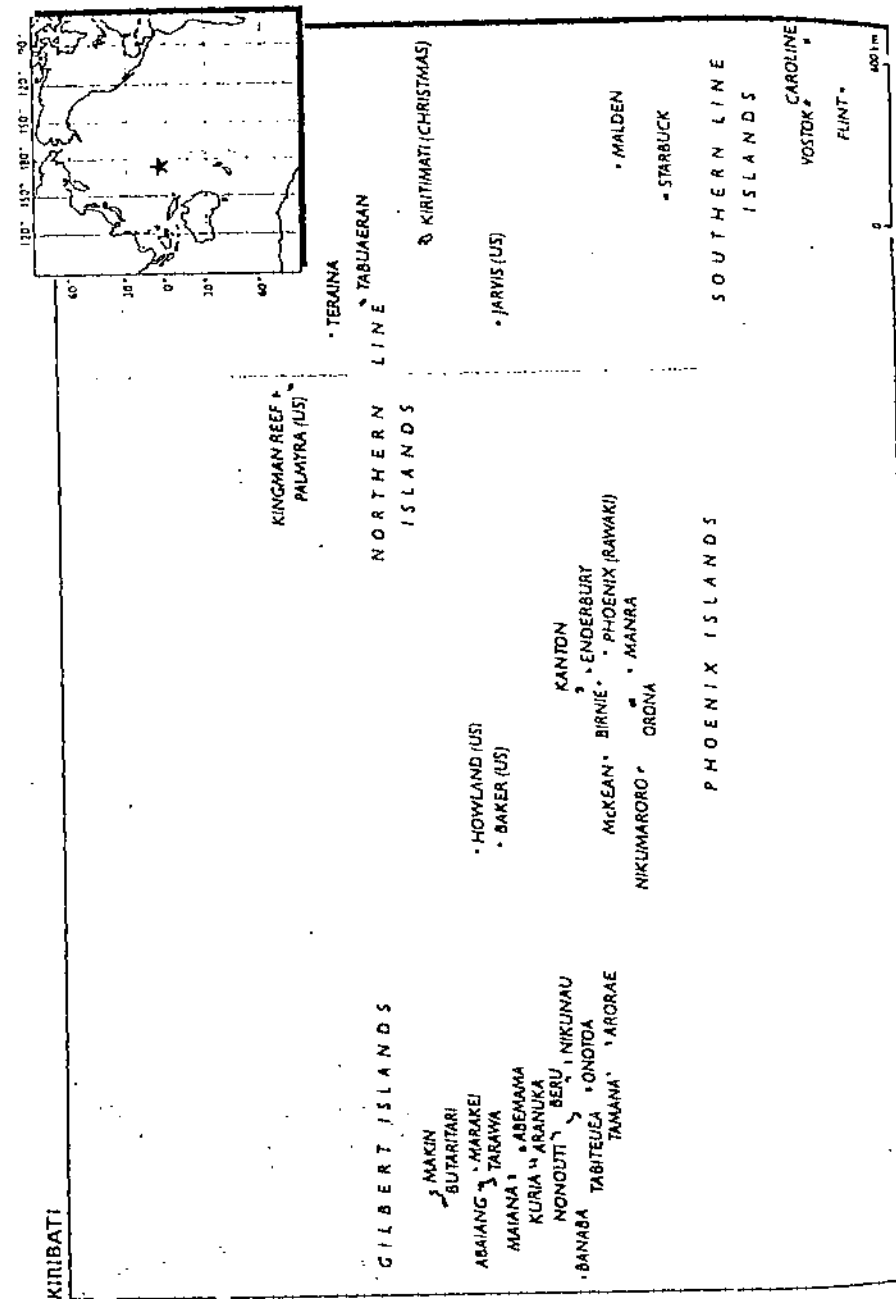 KIRIBATI
60°
30°
0°
30°
60°
120°
150°
180°
150°
120°
90°
KINGMAN REEF
PALMYRA (US)
TERAINA
TABUAERAN
NORTHERN LINE
ISLANDS
KIRITIMATI (CHRISTMAS)
JARVIS (US)
GILBERT ISLANDS
MAKIN
BUTARITARI
ABAIANG
MARAKEI
TARAWA
MAIANA
ABEMAMA
KURIA
ARANUKA
NONOUTI
BERU
NIKUNAU
BANABA
TABITEUEA
ONOTOA
TAMANA
ARORAE
HOWLAND (US)
BAKER (US)
KANTON
ENDERBURY
McKEAN
BIRNIE
PHOENIX (RAWAKI)
NIKUMARORO
ORONA
MANRA
PHOENIX ISLANDS
MALDEN
STARBUCK
SOUTHERN LINE
ISLANDS
CAROLINE
VOSTOK
FLINT
0
600 km